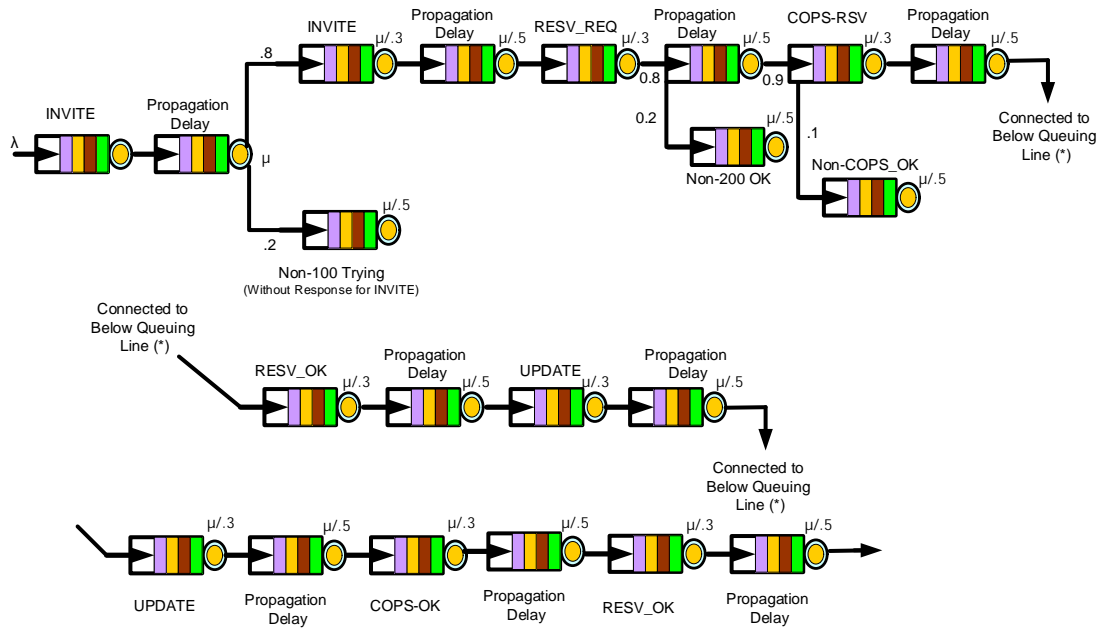 INVITE
μ/.3
Propagation
Delay
μ/.5
RESV_REQ
μ/.3
Propagation
Delay
μ/.5
COPS-RSV
Propagation
Delay
μ/.5
.8
0.8
0.9
INVITE
Propagation
Delay
λ
μ
0.2
μ/.5
Non-200 OK
.1
Non-COPS_OK
μ/.5
Connected to
Below Queuing
Line (*)
.2
μ/.5
Non-100 Trying
(Without Response for INVITE)
Connected to
Below Queuing
Line (*)
RESV_OK
μ/.3
Propagation
Delay
μ/.5
UPDATE
μ/.3
Propagation
Delay
μ/.5
Connected to
Below Queuing
Line (*)
μ/.3
μ/.5
μ/.3
μ/.5
μ/.3
μ/.5
UPDATE
Propagation
Delay
COPS-OK
Propagation
Delay
RESV_OK
Propagation
Delay